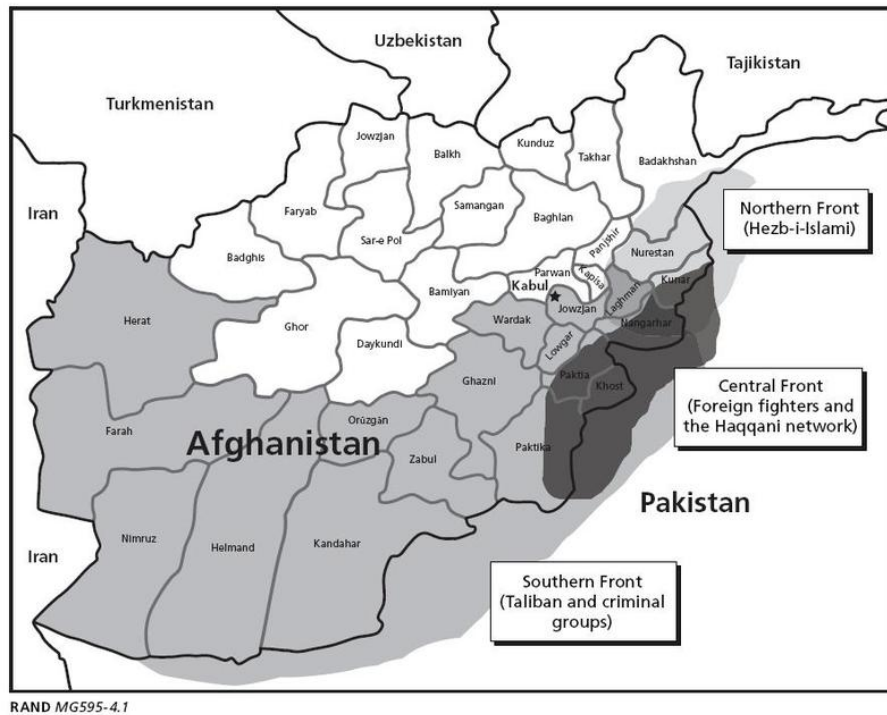 Uzbekistan
Tajikistan
Turkmenistan
Jowzjan
Balkh
Kunduz
Takhar
Badakhshan
Iran
Faryab
Samangan
Baghlan
Northern Front
(Hezb-i-Islami)
Sar-e Pol
Panjshir
Nurestan
Badghis
Parwan
Kapisa
Kabul
Kunar
Bamiyan
Laghman
Herat
Jowzjan
Wardak
Nangarhar
Ghor
Lowgar
Daykundi
Ghazni
Paktia
Khost
Central Front
(Foreign fighters and
the Haqqani network)
Orúzgán
Farah
Afghanistan
Zabul
Paktika
Pakistan
Nimruz
Helmand
Kandahar
Iran
Southern Front
(Taliban and criminal
groups)
RAND MG595-4.1